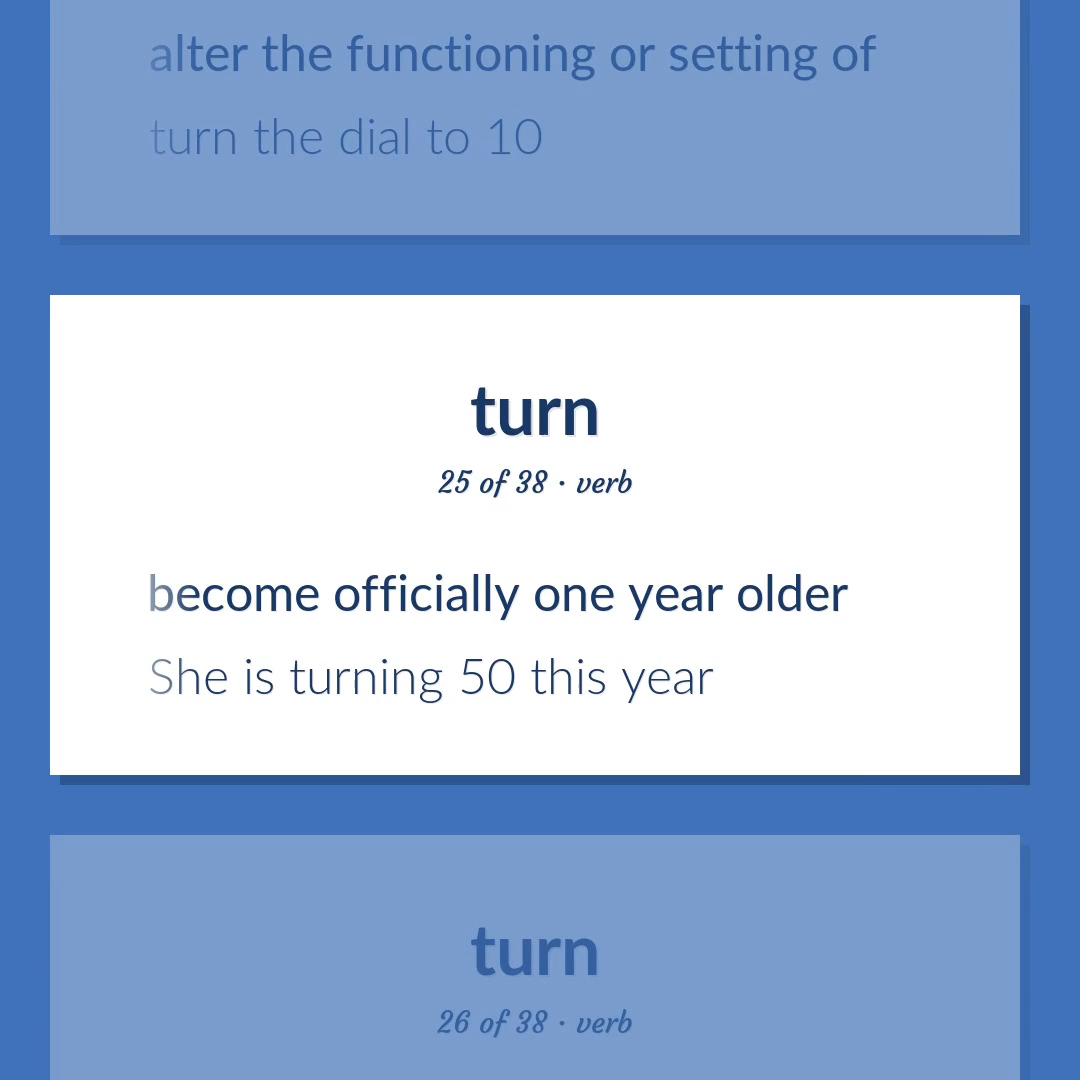 alter the functioning or setting of
turn the dial to 10
turn
25 of 38 · verb
become officially one year older
She is turning 50 this year
turn
26 of 38 · verb